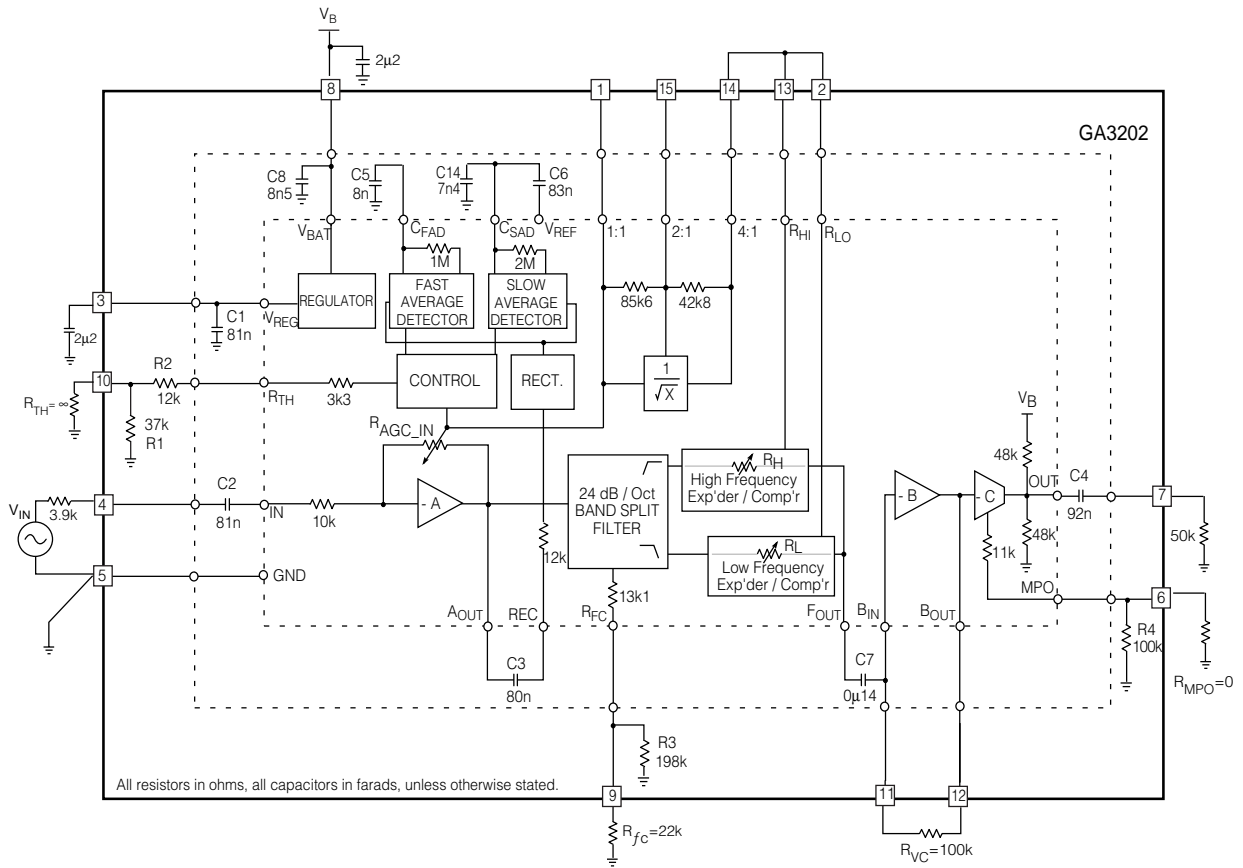 V_B
2µ2
8
1
15
14
13
2
GA3202
C8
8n5
C5
8n
C14
7n4
C6
83n
V_BAT
C_FAD
C_SAD
V_REF
1:1
2:1
4:1
R_HI
R_LO
1M
2M
85k6
42k8
3
2µ2
C1
81n
V_REG
REGULATOR
FAST
AVERAGE
DETECTOR
SLOW
AVERAGE
DETECTOR
10
R2
12k
R_TH
3k3
CONTROL
RECT.
1
√X
R_TH=∞
37k
R1
R_AGC_IN
V_B
48k
R_H
High Frequency
Exp'der / Comp'r
24 dB / Oct
BAND SPLIT
FILTER
V_IN
3.9k
4
C2
81n
IN
10k
- A
12k
- B
- C
OUT
C4
92n
7
48k
11k
50k
R_L
Low Frequency
Exp'der / Comp'r
5
GND
13k1
MPO
6
A_OUT
REC
R_FC
F_OUT
B_IN
B_OUT
R4
100k
R_MPO=0
C3
80n
C7
0µ14
R3
198k
All resistors in ohms, all capacitors in farads, unless otherwise stated.
9
11
12
R_fC=22k
R_VC=100k